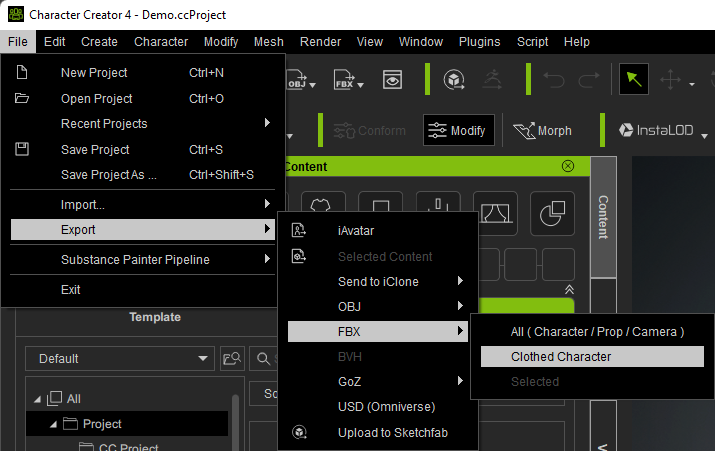 Character Creator 4 - Demo.ccProject
File Edit Create Character Modify Mesh Render View Window Plugins Script Help
New Project Ctrl+N
Open Project Ctrl+O
Recent Projects
Save Project Ctrl+S
Save Project As ... Ctrl+Shift+S
Import...
Export
Substance Painter Pipeline
Exit
OBJ FBX
Conform Modify Morph InstaLOD
Content
Content
iAvatar
Selected Content
Send to iClone
OBJ
FBX
BVH
GoZ
USD (Omniverse)
Upload to Sketchfab
All ( Character / Prop / Camera )
Clothed Character
Selected
Template
Default
All
Project
CC Project